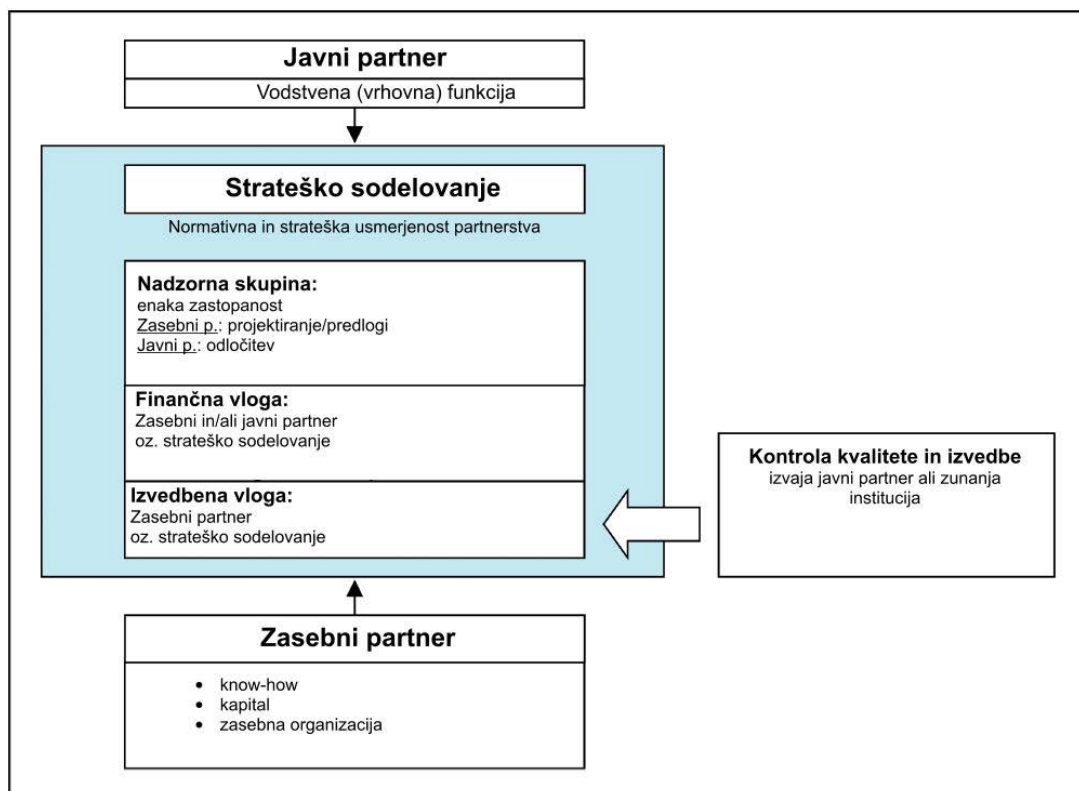 Javni partner
Vodstvena (vrhovna) funkcija
Strateško sodelovanje
Normativna in strateška usmerjenost partnerstva
Nadzorna skupina:
enaka zastopanost
Zasebni p.: projektiranje/predlogi
Javni p.: odločitev
Finančna vloga:
Zasebni in/ali javni partner
oz. strateško sodelovanje
Izvedbena vloga:
Zasebni partner
oz. strateško sodelovanje
Kontrola kvalitete in izvedbe
izvaja javni partner ali zunanja
institucija
Zasebni partner
• know-how
• kapital
• zasebna organizacija